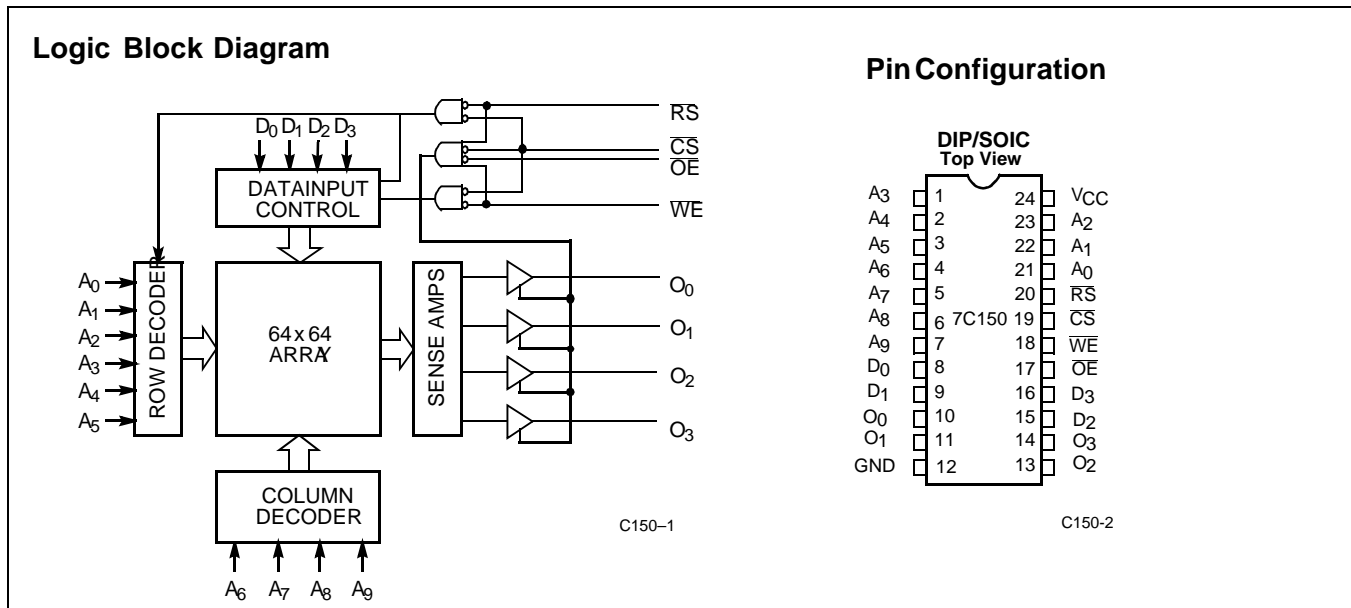 Logic Block Diagram
RS
D0 D1 D2 D3
CS
OE
DATAINPUT
CONTROL
WE
A0
A1
A2
A3
A4
A5
ROW DECODER
64x64
ARRAY
SENSE AMPS
O0
O1
O2
O3
COLUMN
DECODER
A6 A7 A8 A9
C150–1
Pin Configuration
DIP/SOIC
Top View
A3 1 24 VCC
A4 2 23 A2
A5 3 22 A1
A6 4 21 A0
A7 5 20 RS
A8 6 7C150 19 CS
A9 7 18 WE
D0 8 17 OE
D1 9 16 D3
O0 10 15 D2
O1 11 14 O3
GND 12 13 O2
C150-2